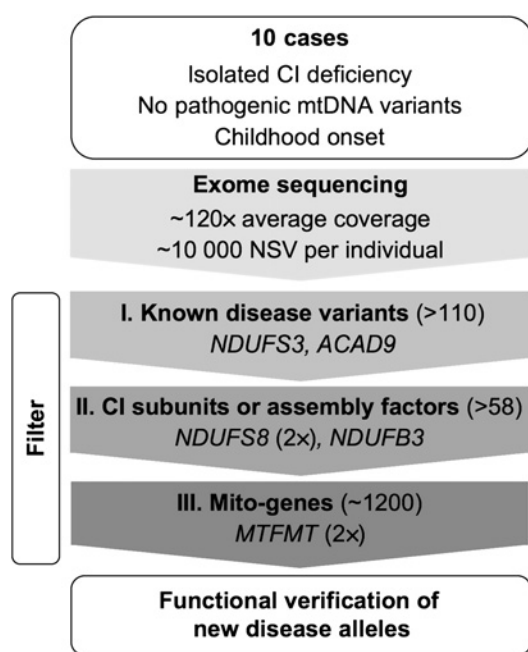 10 cases
Isolated CI deficiency
No pathogenic mtDNA variants
Childhood onset
Exome sequencing
~120× average coverage
~10 000 NSV per individual
Filter
I. Known disease variants (>110)
NDUFS3, ACAD9
II. CI subunits or assembly factors (>58)
NDUFS8 (2×), NDUFB3
III. Mito-genes (~1200)
MTFMT (2×)
Functional verification of
new disease alleles